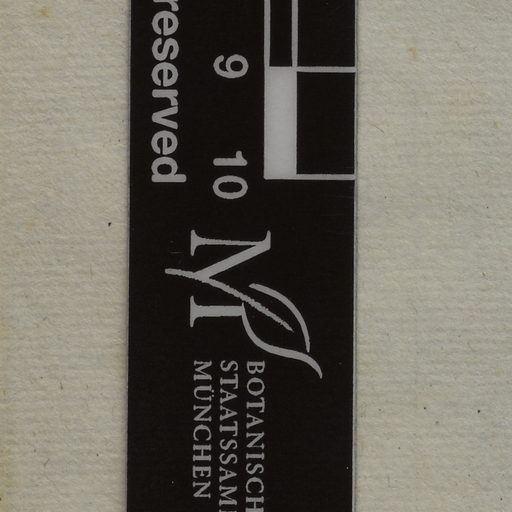 reserved
9 10
M
BOTANISCH
STAATSSAM
MÜNCHEN